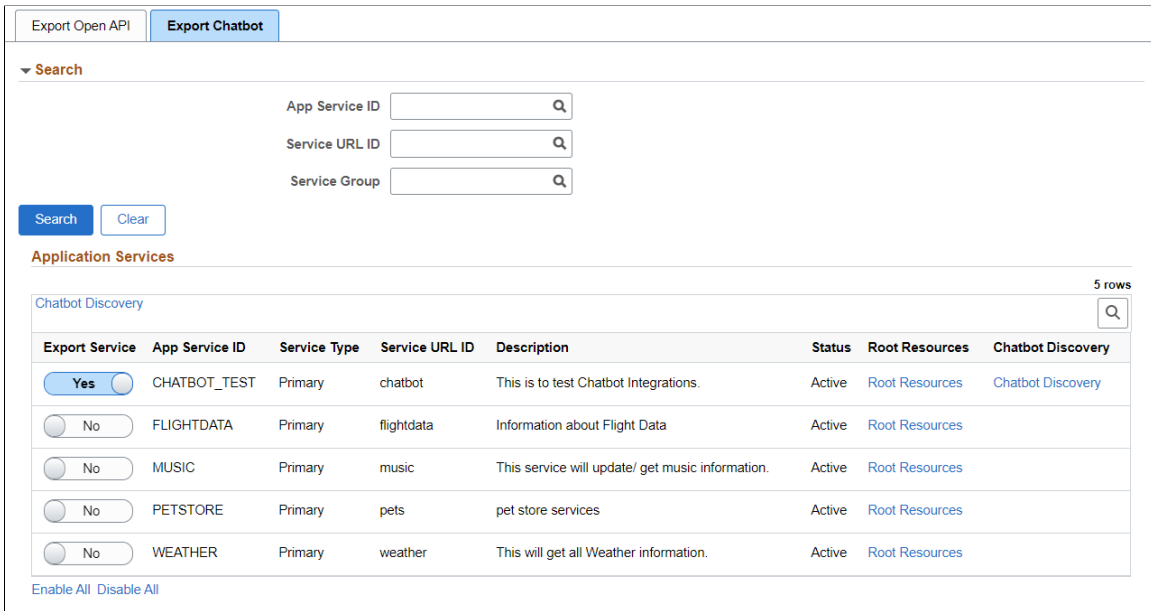 Export Open API Export Chatbot
Search
App Service ID
Service URL ID
Service Group
Search Clear
Application Services
5 rows
Chatbot Discovery
Export Service App Service ID Service Type Service URL ID Description Status Root Resources Chatbot Discovery
Yes CHATBOT_TEST Primary chatbot This is to test Chatbot Integrations. Active Root Resources Chatbot Discovery
No FLIGHTDATA Primary flightdata Information about Flight Data Active Root Resources
No MUSIC Primary music This service will update/ get music information. Active Root Resources
No PETSTORE Primary pets pet store services Active Root Resources
No WEATHER Primary weather This will get all Weather information. Active Root Resources
Enable All Disable All